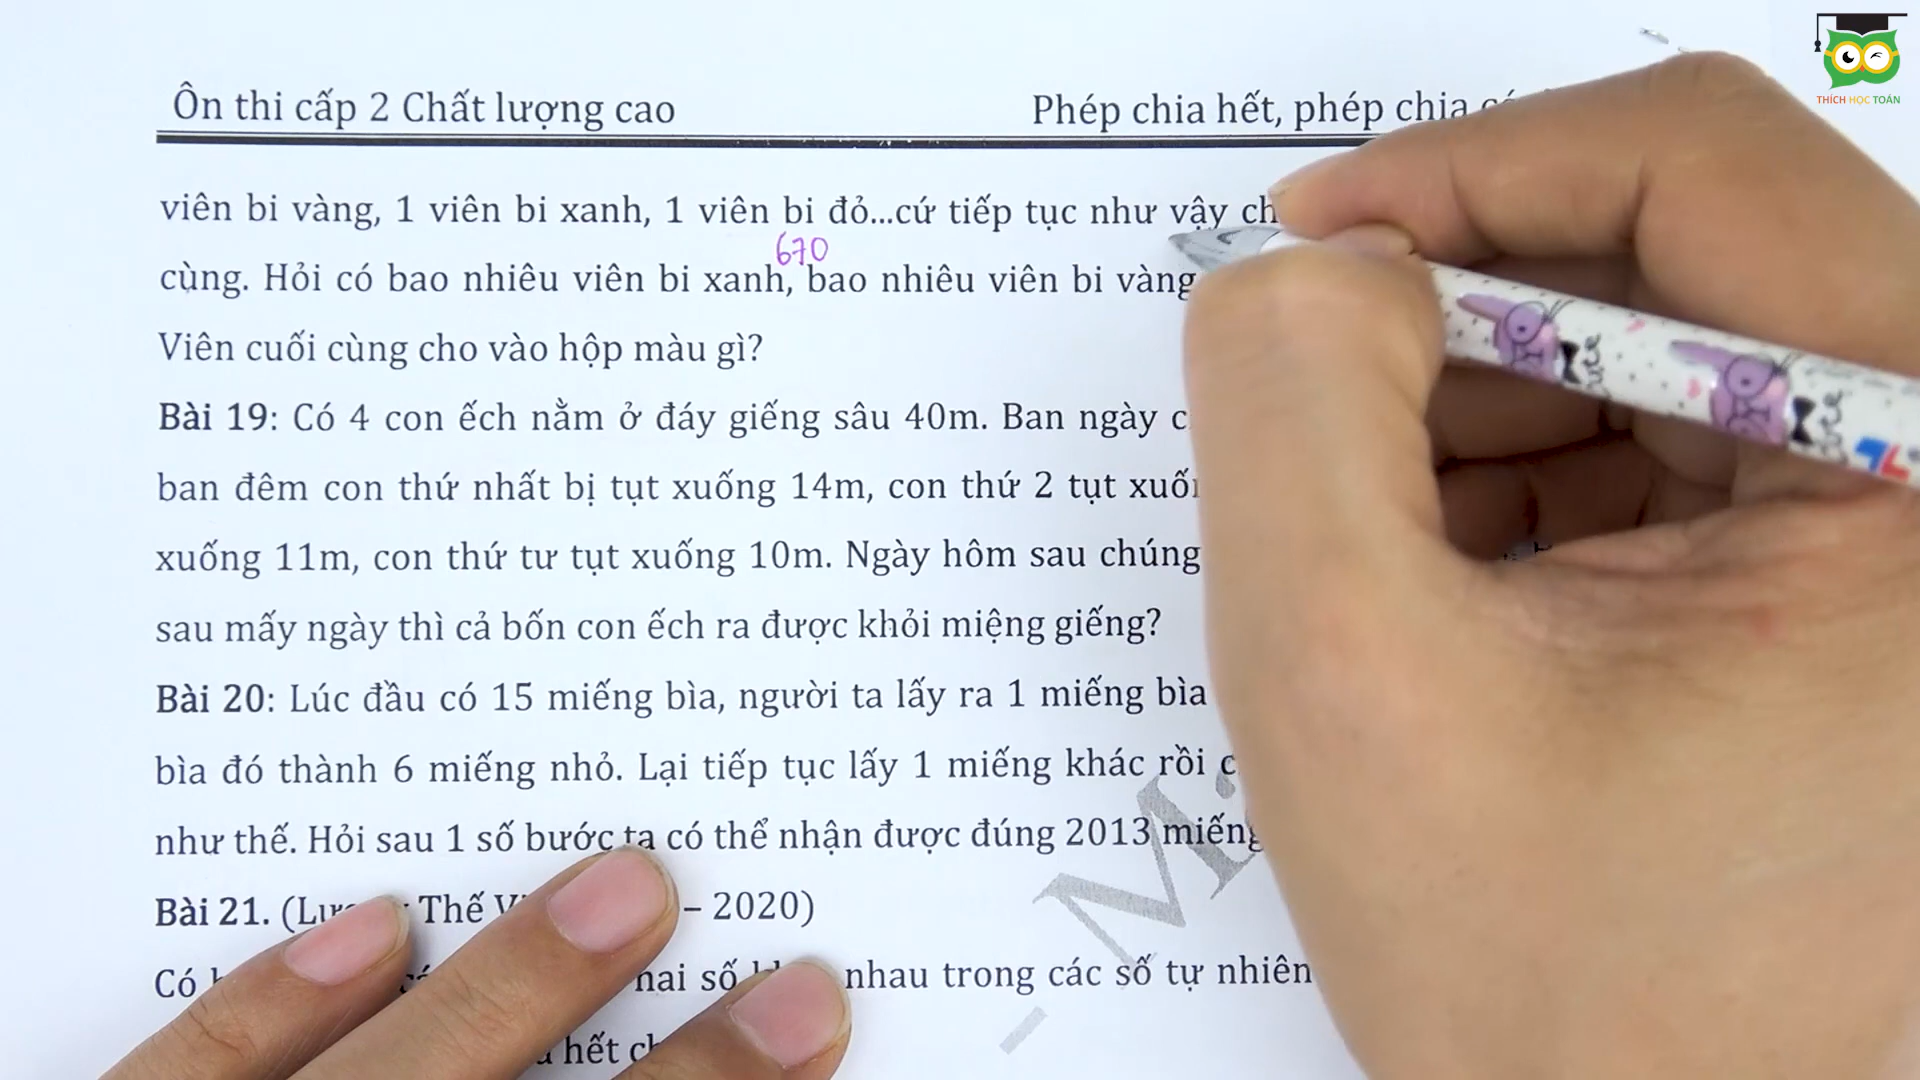 THÍCH HỌC TOÁN
Ôn thi cấp 2 Chất lượng cao
Phép chia hết, phép chia có
viên bi vàng, 1 viên bi xanh, 1 viên bi đỏ...cứ tiếp tục như vậy
670
cùng. Hỏi có bao nhiêu viên bi xanh, bao nhiêu viên bi vàng
Viên cuối cùng cho vào hộp màu gì?
Bài 19: Có 4 con ếch nằm ở đáy giếng sâu 40m. Ban ngày
ban đêm con thứ nhất bị tụt xuống 14m, con thứ 2 tụt
xuống 11m, con thứ tư tụt xuống 10m. Ngày hôm sau chúng
sau mấy ngày thì cả bốn con ếch ra được khỏi miệng giếng?
Bài 20: Lúc đầu có 15 miếng bìa, người ta lấy ra 1 miếng bìa
bìa đó thành 6 miếng nhỏ. Lại tiếp tục lấy 1 miếng khác rồi
như thế. Hỏi sau 1 số bước ta có thể nhận được đúng 2013 miếng
Bài 21. Thế – 2020)
Có hai số nhau trong các số tự nhiên
hết